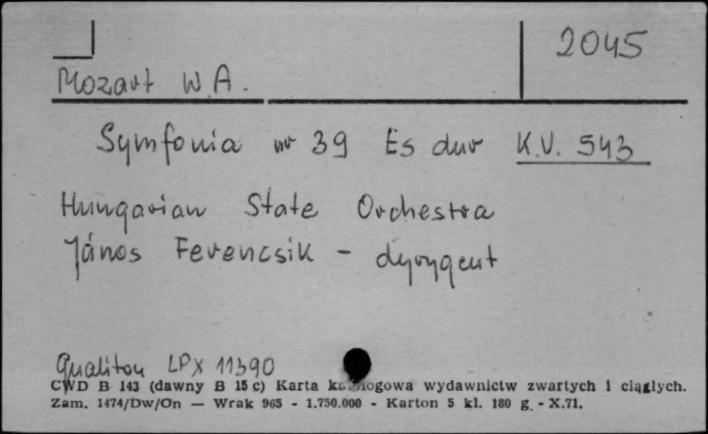 2045
Mozart W.A.
Symfonia nr 39 Es dur K.V. 543
Hungarian State Orchestra
János Ferencsik - dyrygent
Qualiton LPX 11390
CWD B 143 (dawny B 15 c) Karta katalogowa wydawnictw zwartych i ciągłych.
Zam. 1474/Dw/On — Wrak 965 - 1.750.000 - Karton 5 kl. 180 g. - X.71.